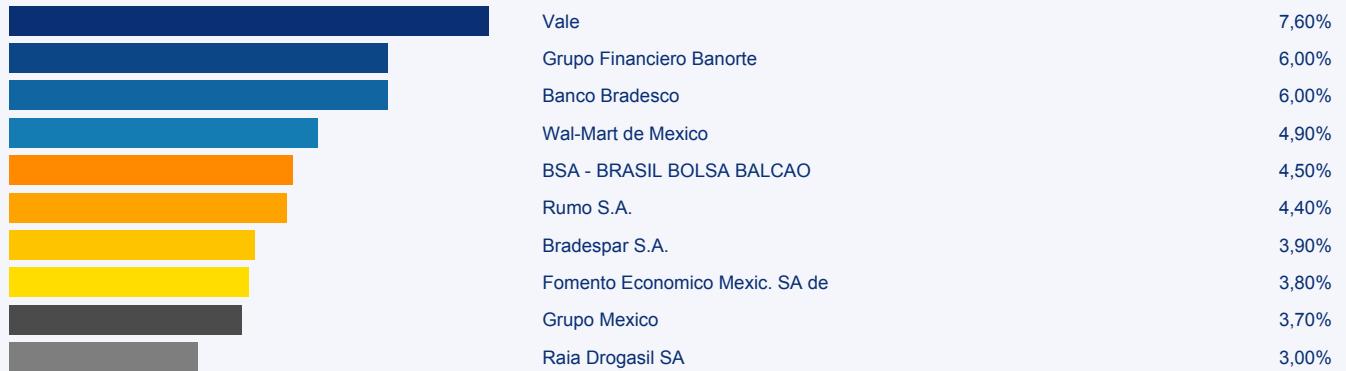 Vale 7,60%
Grupo Financiero Banorte 6,00%
Banco Bradesco 6,00%
Wal-Mart de Mexico 4,90%
BSA - BRASIL BOLSA BALCAO 4,50%
Rumo S.A. 4,40%
Bradespar S.A. 3,90%
Fomento Economico Mexic. SA de 3,80%
Grupo Mexico 3,70%
Raia Drogasil SA 3,00%